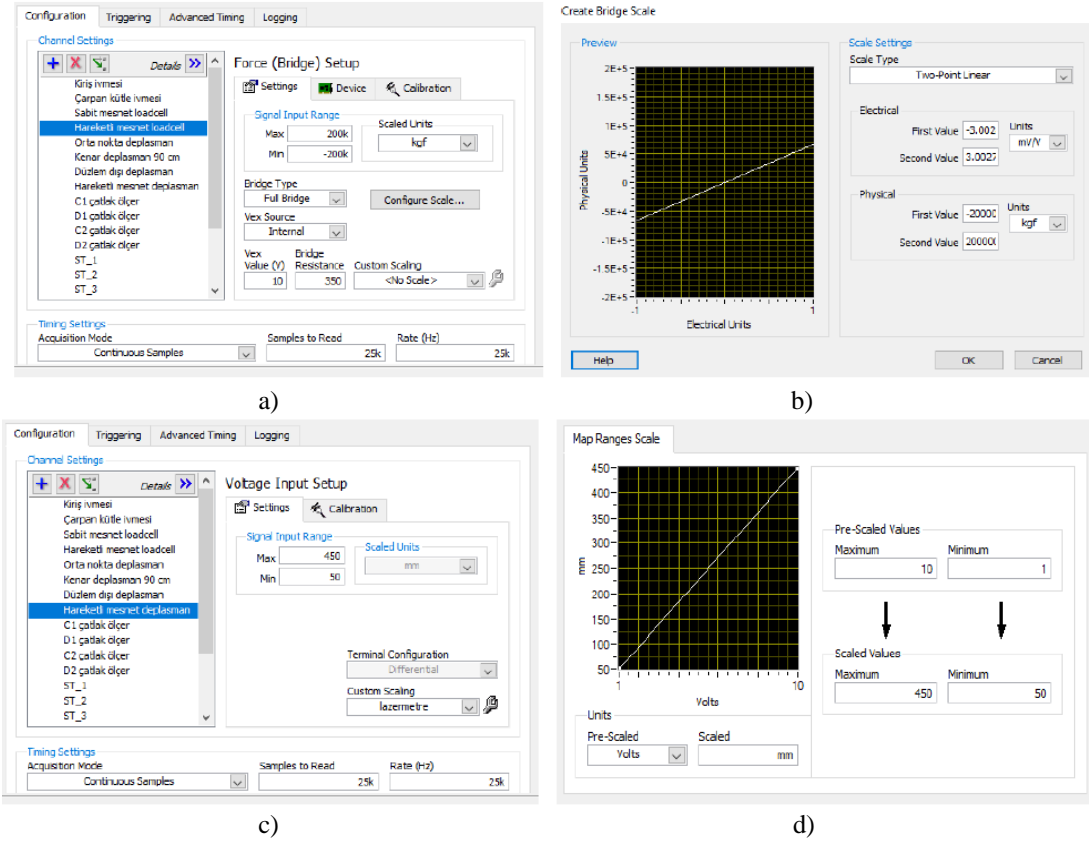 Configuration Triggering Advanced Timing Logging
Channel Settings
Details
Kiriş ivmesi
Çarpan kütle ivmesi
Sabit mesnet loadcell
Hareketli mesnet loadcell
Orta nokta deplasman
Kenar deplasman 90 cm
Düzlem dışı deplasman
Hareketli mesnet deplasman
C1 çatlak ölçer
D1 çatlak ölçer
C2 çatlak ölçer
D2 çatlak ölçer
ST_1
ST_2
ST_3
Force (Bridge) Setup
Settings Device Calibration
Signal Input Range
Max 200k
Min -200k
Scaled Units
kgf
Bridge Type
Full Bridge
Configure Scale...
Vex Source
Internal
Vex Value (V) Bridge Resistance Custom Scaling
10 350 <No Scale>
Timing Settings
Acquisition Mode Samples to Read Rate (Hz)
Continuous Samples 25k 25k
a)
Create Bridge Scale
Preview
2E+5
1.5E+5
1E+5
5E+4
0
-5E+4
-1E+5
-1.5E+5
-2E+5
Physical Units
-1 1
Electrical Units
Scale Settings
Scale Type
Two-Point Linear
Electrical
First Value -3.002 Units
mV/V
Second Value 3.0027
Physical
First Value -20000 Units
kgf
Second Value 200000
Help OK Cancel
b)
Configuration Triggering Advanced Timing Logging
Channel Settings
Details
Kiriş ivmesi
Çarpan kütle ivmesi
Sabit mesnet loadcell
Hareketli mesnet loadcell
Orta nokta deplasman
Kenar deplasman 90 cm
Düzlem dışı deplasman
Hareketli mesnet deplasman
C1 çatlak ölçer
D1 çatlak ölçer
C2 çatlak ölçer
D2 çatlak ölçer
ST_1
ST_2
ST_3
Voltage Input Setup
Settings Calibration
Signal Input Range
Max 450
Min 50
Scaled Units
mm
Terminal Configuration
Differential
Custom Scaling
lazermetre
Timing Settings
Acquisition Mode Samples to Read Rate (Hz)
Continuous Samples 25k 25k
c)
Map Ranges Scale
450
400
350
300
250
200
150
100
50
mm
1 10
Volts
Units
Pre-Scaled Scaled
Volts mm
Pre-Scaled Values
Maximum Minimum
10 1
Scaled Values
Maximum Minimum
450 50
d)